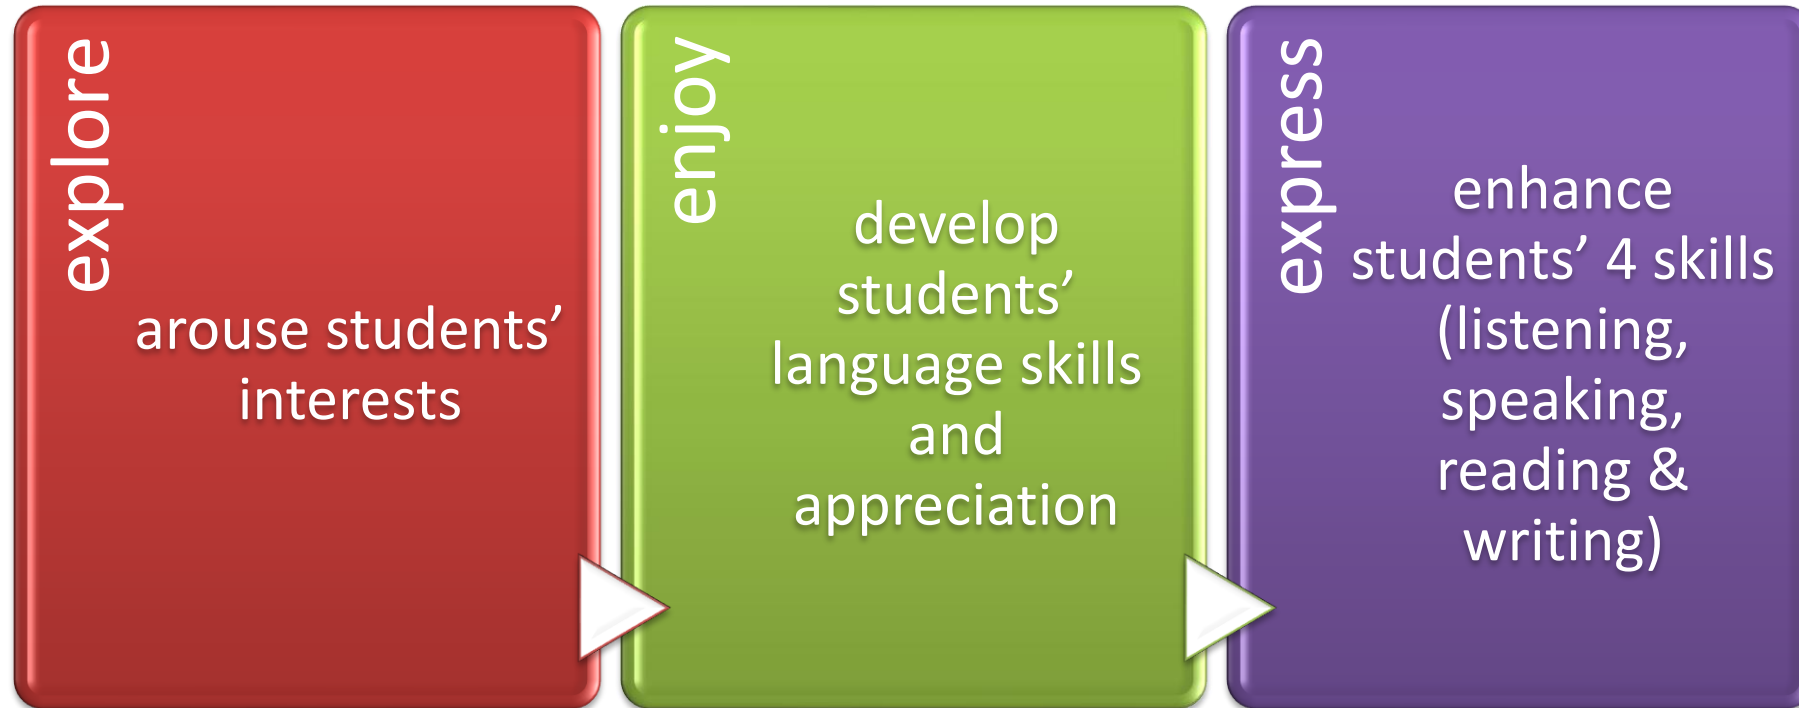 explore
arouse students’
interests
enjoy
develop
students’
language skills
and
appreciation
express
enhance
students’ 4 skills
(listening,
speaking,
reading &
writing)